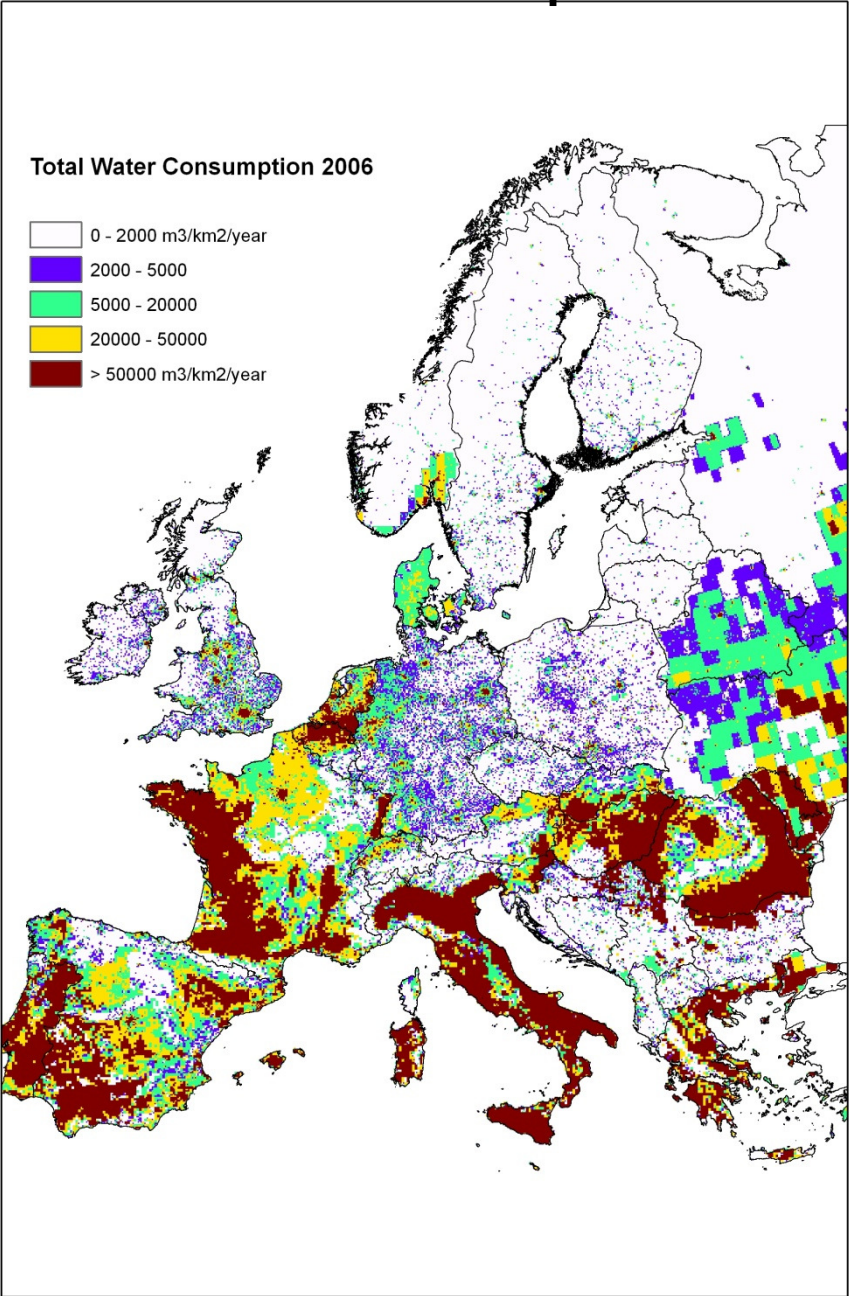 Total Water Consumption 2006
0 - 2000 m3/km2/year
2000 - 5000
5000 - 20000
20000 - 50000
> 50000 m3/km2/year